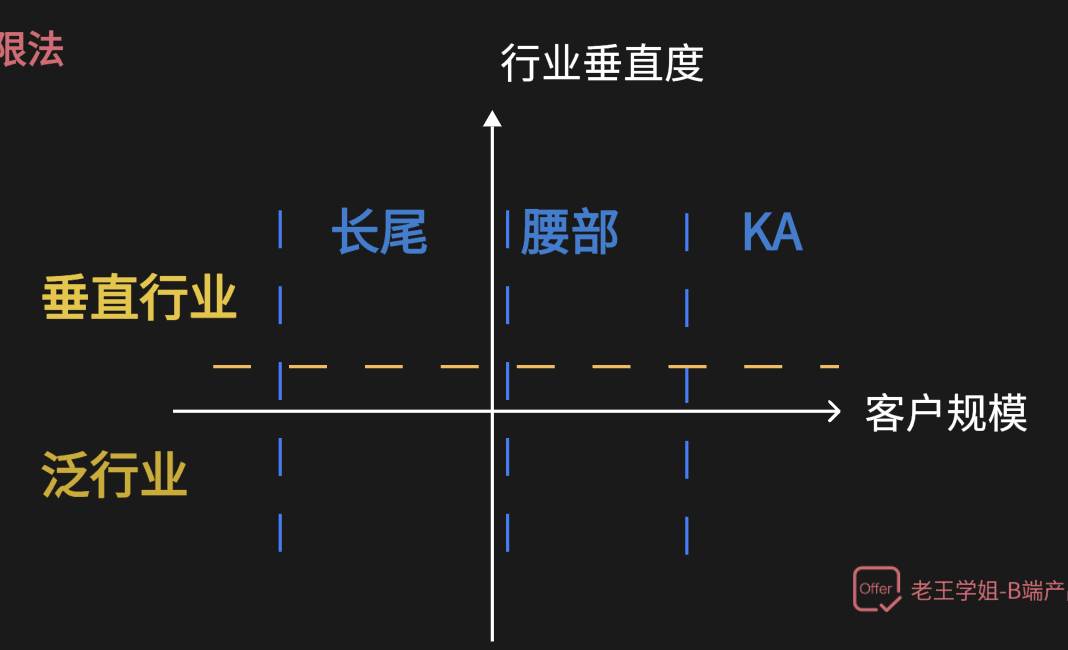 限法
行业垂直度
长尾
腰部
KA
垂直行业
客户规模
泛行业
Offer
老王学姐-B端产